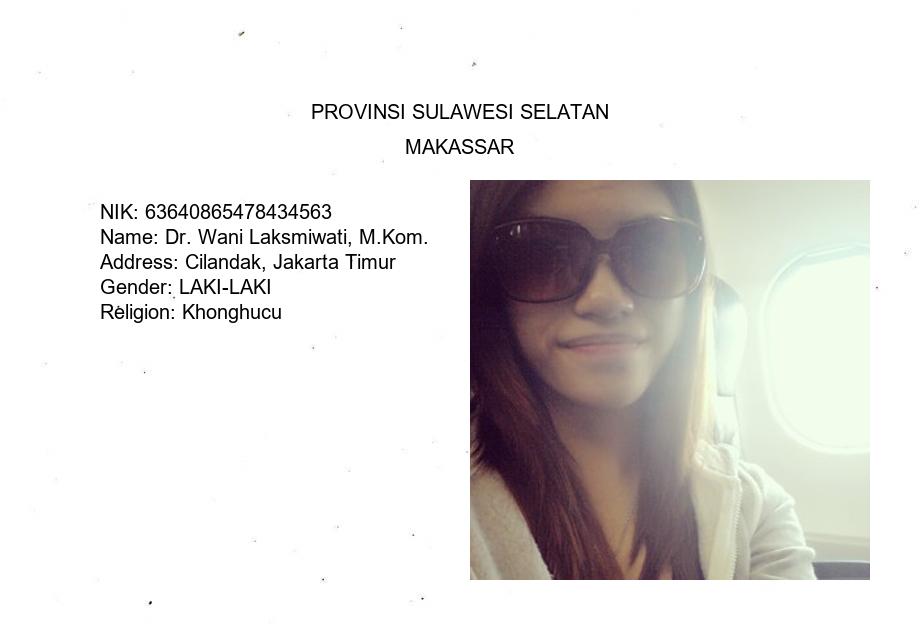 PROVINSI SULAWESI SELATAN
MAKASSAR
NIK: 63640865478434563
Name: Dr. Wani Laksmiwati, M.Kom.
Address: Cilandak, Jakarta Timur
Gender: LAKI-LAKI
Religion: Khonghucu